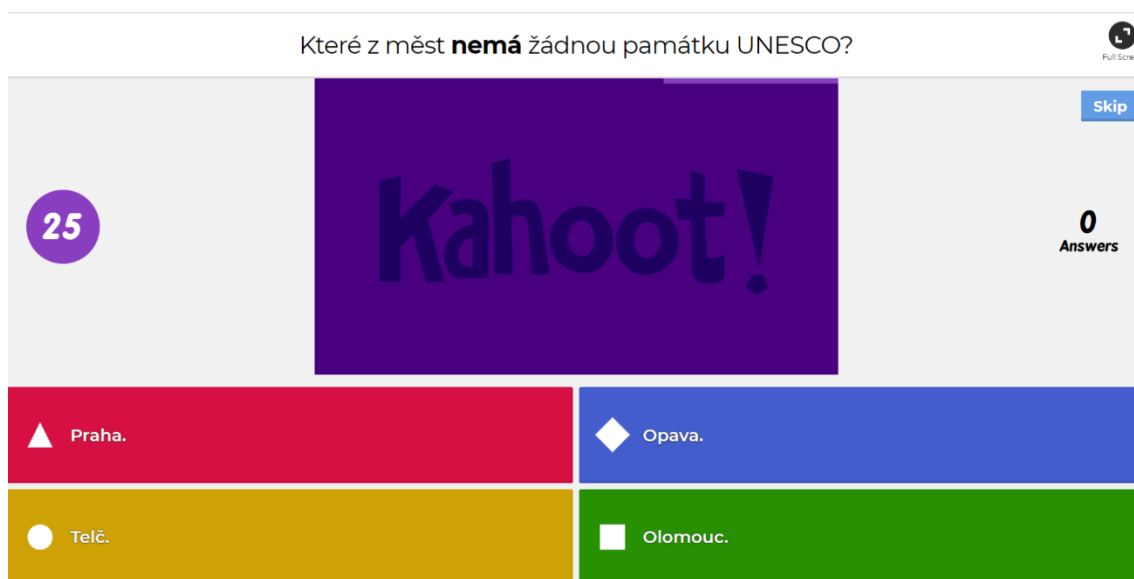 Které z měst nemá žádnou památku UNESCO?
Full Scre
Skip
Kahoot!
25
0
Answers
Praha.
Opava.
Telč.
Olomouc.